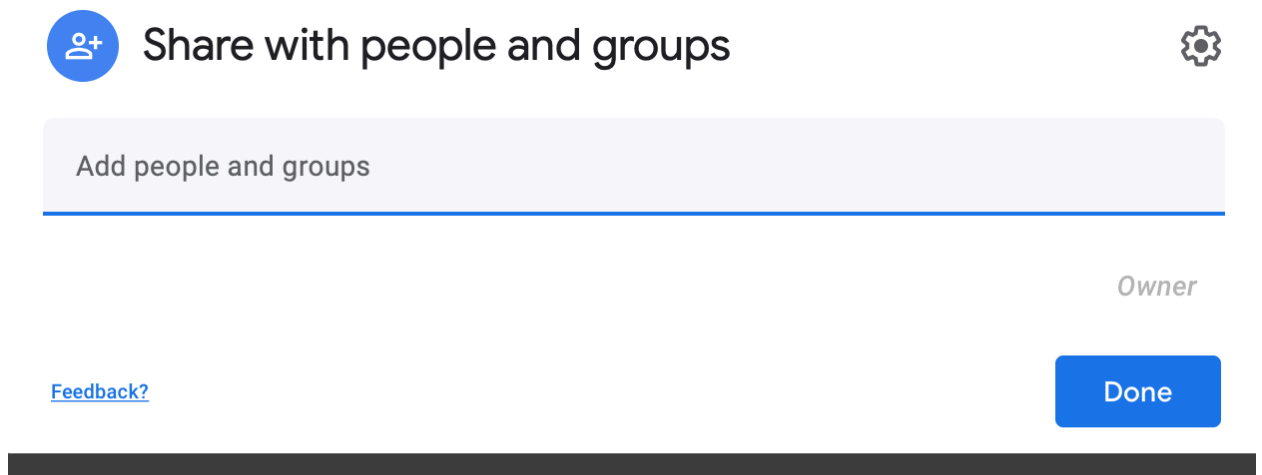 Share with people and groups
Add people and groups
Owner
Feedback?
Done